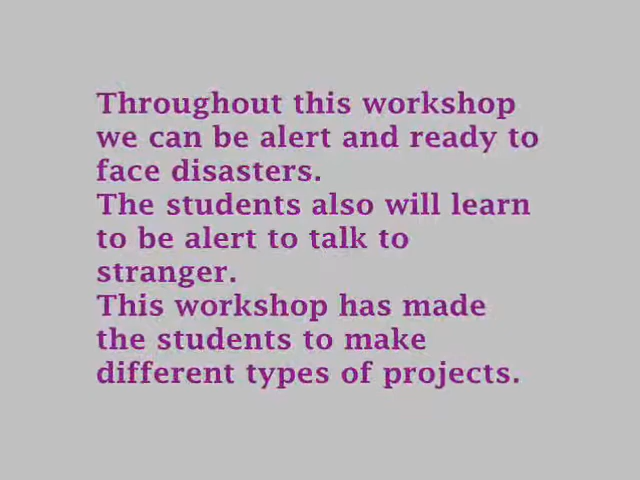 Throughout this workshop
we can be alert and ready to
face disasters.
The students also will learn
to be alert to talk to
stranger.
This workshop has made
the students to make
different types of projects.